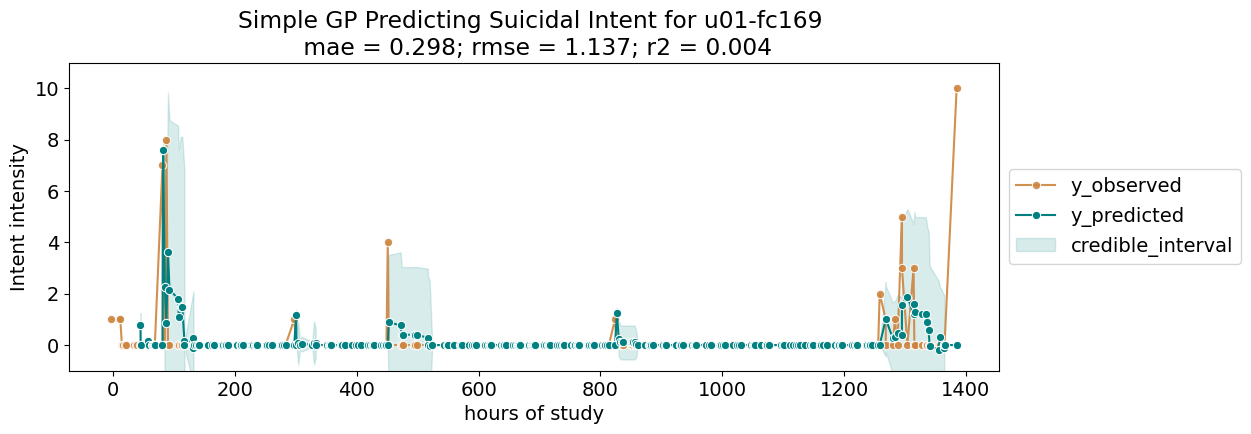 Simple GP Predicting Suicidal Intent for u01-fc169
mae = 0.298; rmse = 1.137; r2 = 0.004
Intent intensity
10
8
6
4
2
0
0 200 400 600 800 1000 1200 1400
hours of study
y_observed
y_predicted
credible_interval